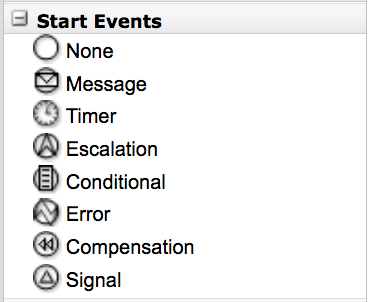 Start Events
None
Message
Timer
Escalation
Conditional
Error
Compensation
Signal